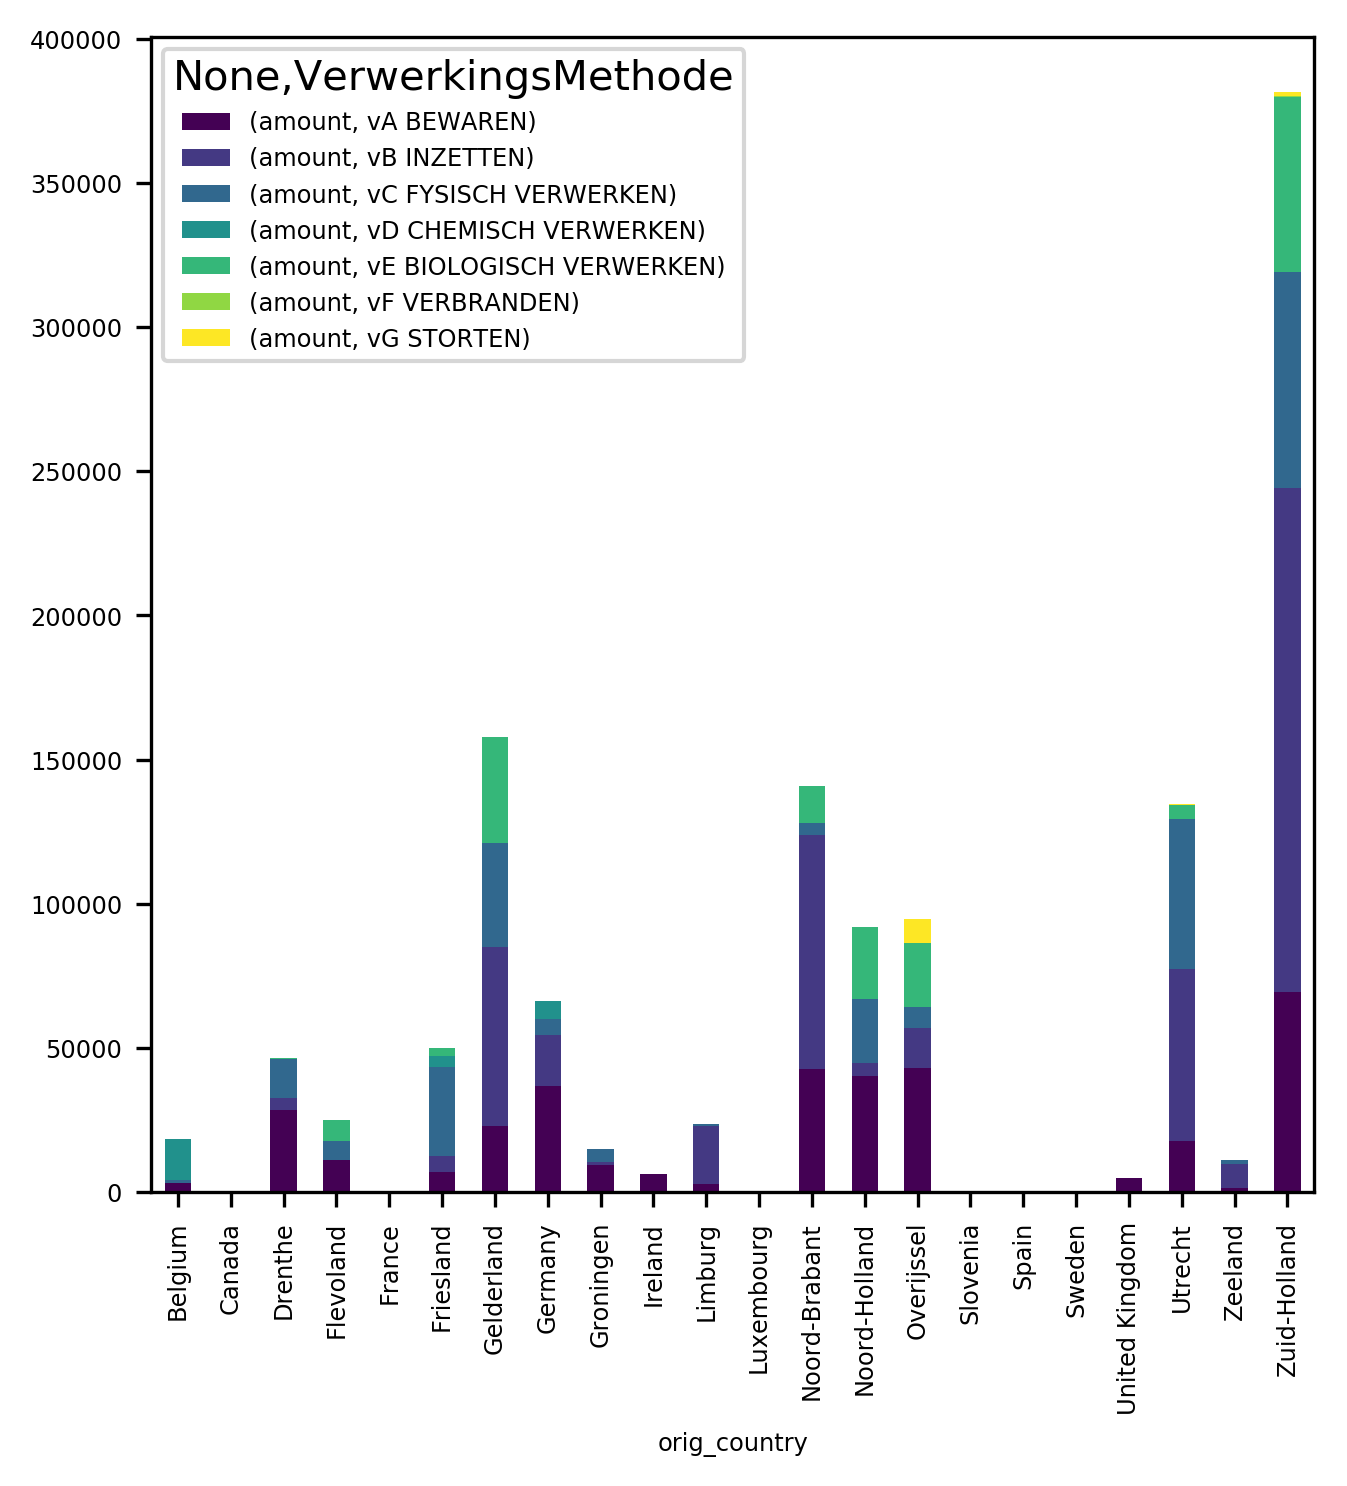 400000
350000
300000
250000
200000
150000
100000
50000
0
None,VerwerkingsMethode
(amount, vA BEWAREN)
(amount, vB INZETTEN)
(amount, vC FYSISCH VERWERKEN)
(amount, vD CHEMISCH VERWERKEN)
(amount, vE BIOLOGISCH VERWERKEN)
(amount, vF VERBRANDEN)
(amount, vG STORTEN)
Belgium
Canada
Drenthe
Flevoland
France
Friesland
Gelderland
Germany
Groningen
Ireland
Limburg
Luxembourg
Noord-Brabant
Noord-Holland
Overijssel
Slovenia
Spain
Sweden
United Kingdom
Utrecht
Zeeland
Zuid-Holland
orig_country